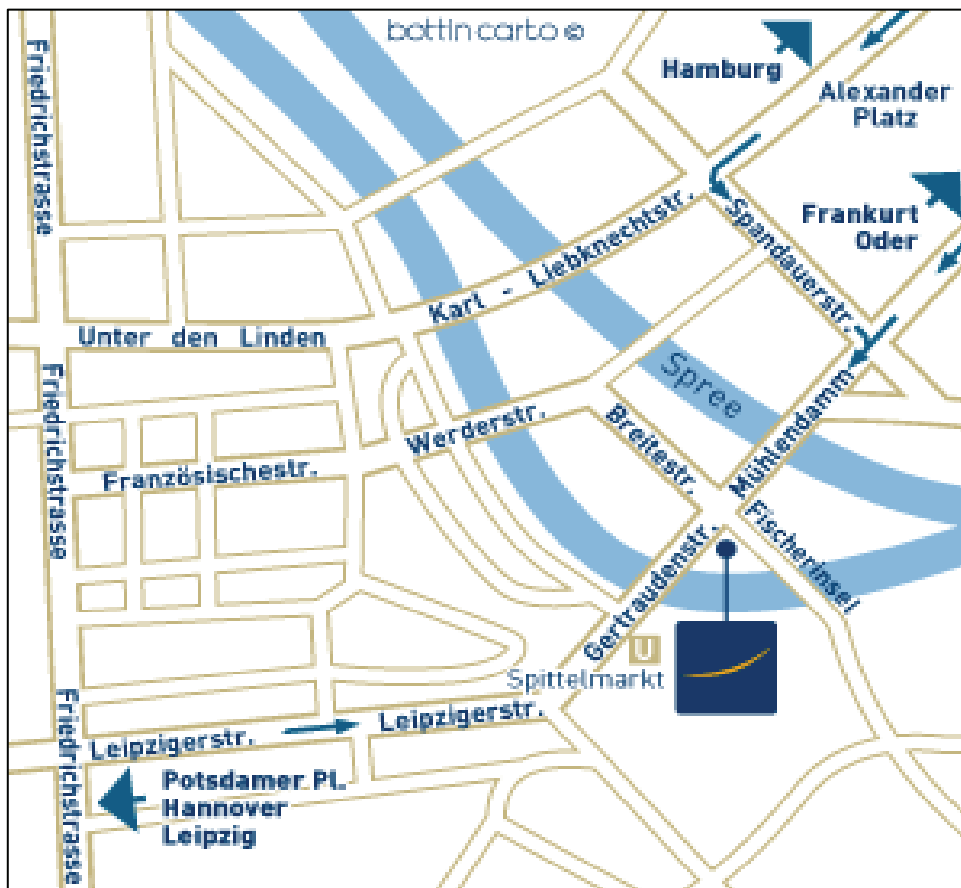 bottin carto ©
Hamburg
Alexander
Platz
Friedrichstrasse
Frankurt
Oder
Spandauerstr.
Karl - Liebknechtstr.
Unter den Linden
Spree
Friedrichstrasse
Werderstr.
Breitestr.
Mühlendamm
Französischestr.
Fischerinsel
Gertraudenstr.
U
Spittelmarkt
Friedrichstrasse
Leipzigerstr.
Leipzigerstr.
Potsdamer Pl.
Hannover
Leipzig